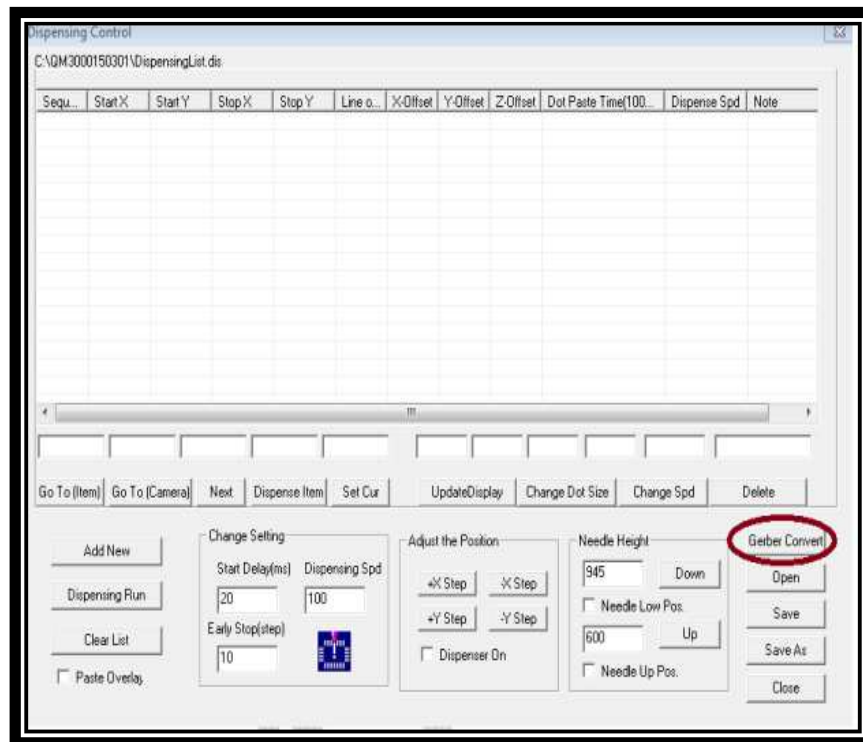 Dispensing Control
C:\QM3000150301\DispensingList.dis
Sequ... Start X Start Y Stop X Stop Y Line o... X-Offset Y-Offset Z-Offset Dot Paste Time(100... Dispense Spd Note
Go To (Item) Go To (Camera) Next Dispense Item Set Cur UpdateDisplay Change Dot Size Change Spd Delete
Add New
Dispensing Run
Clear List
Paste Overlay
Change Setting
Start Delay(ms) Dispensing Spd
20 100
Early Stop(step)
10
Adjust the Position
+X Step -X Step
+Y Step -Y Step
Dispenser On
Needle Height
945 Down
Needle Low Pos.
600 Up
Needle Up Pos.
Gerber Convert
Open
Save
Save As
Close